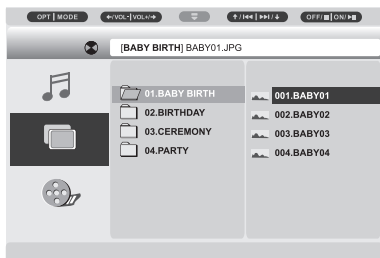 OPT | MODE ←/VOL-|VOL+/→ ↑/I◀◀ | ▶▶I/↓ OFF/■|ON/▶II
[BABY BIRTH] BABY01.JPG
01.BABY BIRTH 001.BABY01
02.BIRTHDAY 002.BABY02
03.CEREMONY 003.BABY03
04.PARTY 004.BABY04